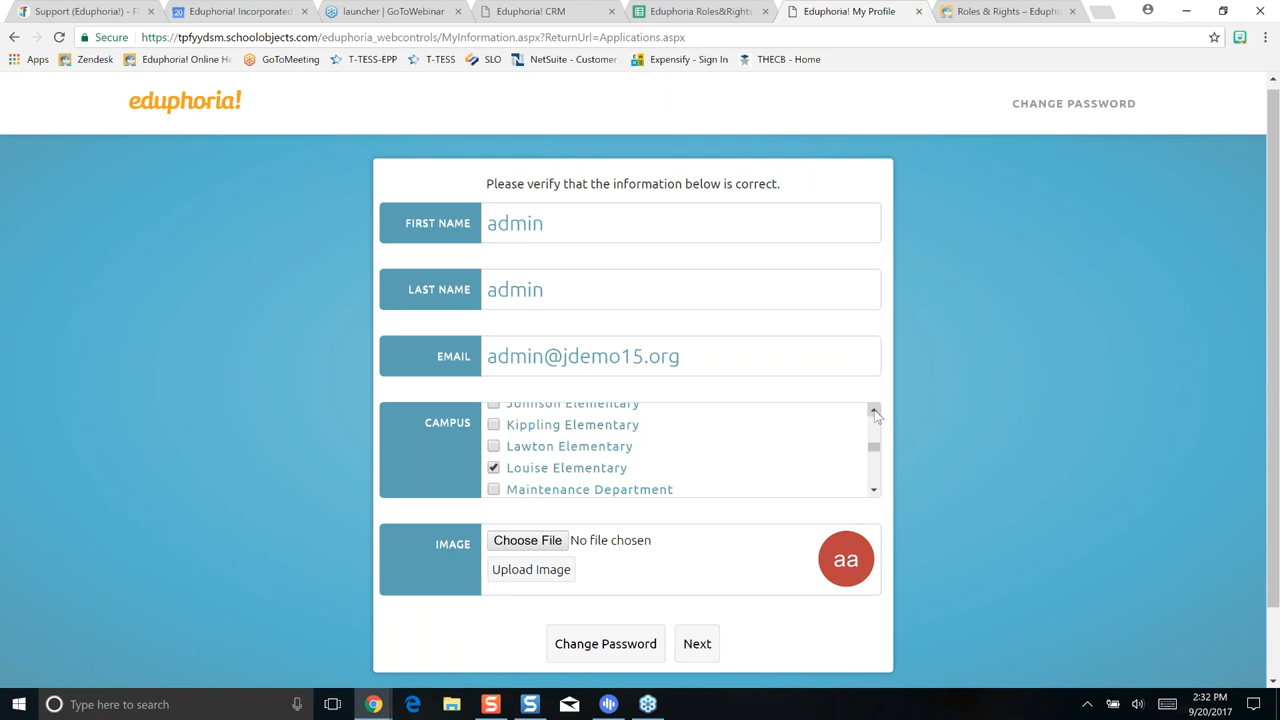 Support (Eduphoria!) - F
Eduphoria! Incorporated
launcher | GoToWebinar
Eduphoria! CRM
Eduphoria Roles&Right
Eduphoria! My Profile
Roles & Rights – Edupho
Secure
https://tpfyydsm.schoolobjects.com/eduphoria_webcontrols/MyInformation.aspx?ReturnUrl=Applications.aspx
Apps
Zendesk
Eduphoria! Online He
GoToMeeting
T-TESS-EPP
T-TESS
SLO
NetSuite - Customer
Expensify - Sign In
THECB - Home
eduphoria!
CHANGE PASSWORD
Please verify that the information below is correct.
FIRST NAME admin
LAST NAME admin
EMAIL admin@jdemo15.org
CAMPUS
Johnson Elementary
Kippling Elementary
Lawton Elementary
Louise Elementary
Maintenance Department
IMAGE
Choose File No file chosen
Upload Image
aa
Change Password
Next
Type here to search
2:32 PM
9/20/2017